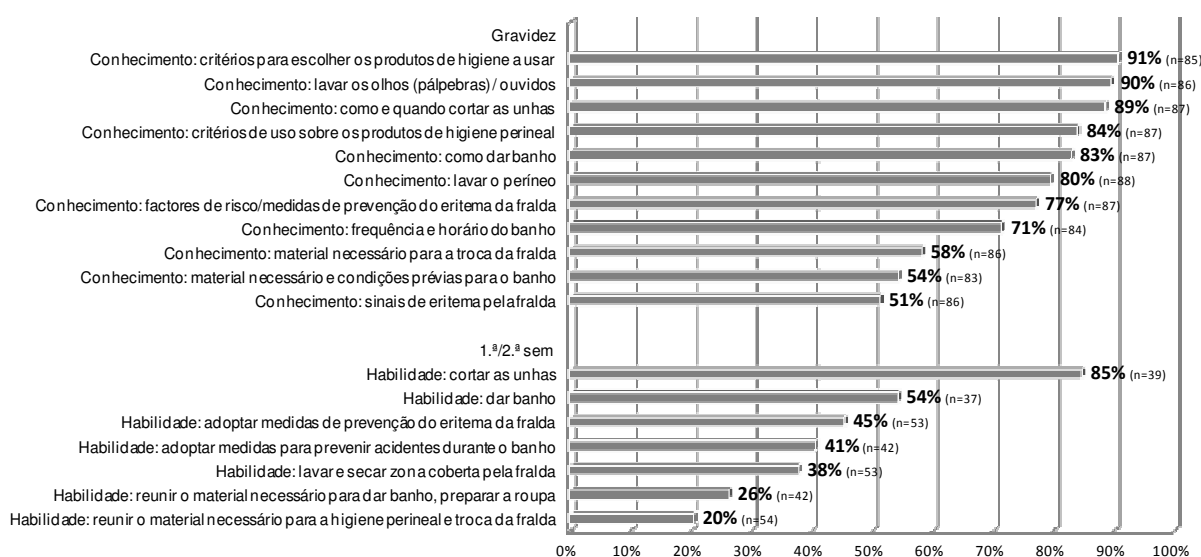 Gravidez
Conhecimento: critérios para escolher os produtos de higiene a usar 91% (n=85)
Conhecimento: lavar os olhos (pálpebras) / ouvidos 90% (n=86)
Conhecimento: como e quando cortar as unhas 89% (n=87)
Conhecimento: critérios de uso sobre os produtos de higiene perineal 84% (n=87)
Conhecimento: como dar banho 83% (n=87)
Conhecimento: lavar o períneo 80% (n=88)
Conhecimento: factores de risco/medidas de prevenção do eritema da fralda 77% (n=87)
Conhecimento: frequência e horário do banho 71% (n=84)
Conhecimento: material necessário para a troca da fralda 58% (n=86)
Conhecimento: material necessário e condições prévias para o banho 54% (n=83)
Conhecimento: sinais de eritema pela fralda 51% (n=86)
1.ª/2.ª sem
Habilidade: cortar as unhas 85% (n=39)
Habilidade: dar banho 54% (n=37)
Habilidade: adoptar medidas de prevenção do eritema da fralda 45% (n=53)
Habilidade: adoptar medidas para prevenir acidentes durante o banho 41% (n=42)
Habilidade: lavar e secar zona coberta pela fralda 38% (n=53)
Habilidade: reunir o material necessário para dar banho, preparar a roupa 26% (n=42)
Habilidade: reunir o material necessário para a higiene perineal e troca da fralda 20% (n=54)
0% 10% 20% 30% 40% 50% 60% 70% 80% 90% 100%